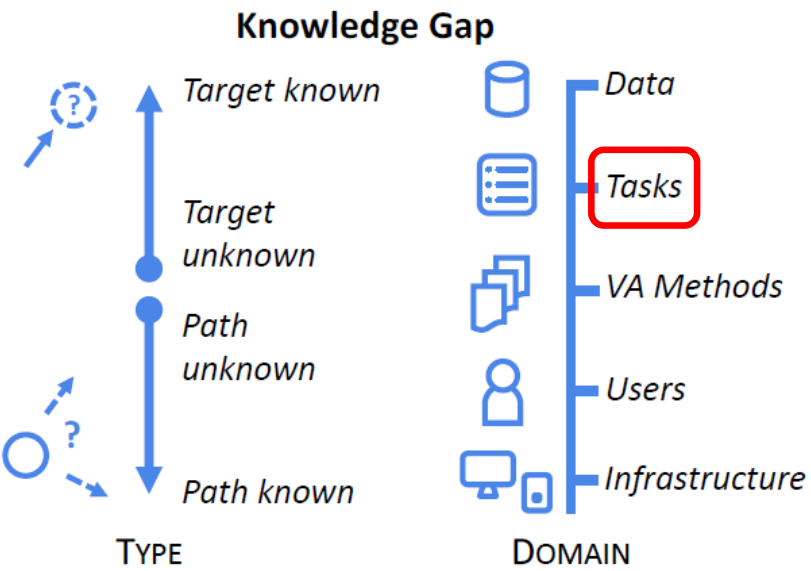 Knowledge Gap
?
Target known
Target
unknown
Path
unknown
?
Path known
TYPE
Data
Tasks
VA Methods
Users
Infrastructure
DOMAIN